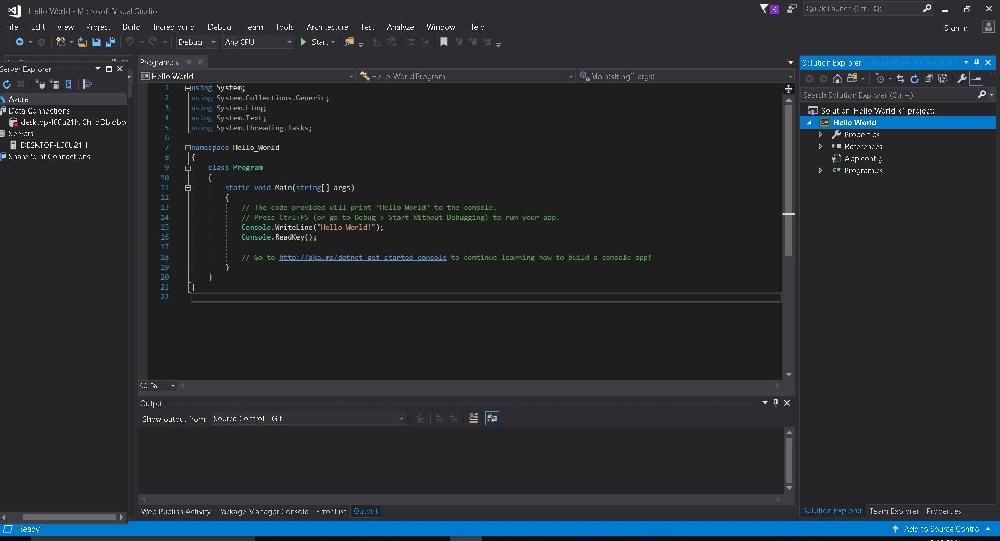 Hello World - Microsoft Visual Studio
3
Quick Launch (Ctrl+Q)
File Edit View Project Build Incredibuild Debug Team Tools Architecture Test Analyze Window Help
Sign in
Debug Any CPU Start
Server Explorer
Azure
Data Connections
desktop-l00u21h.IChildDb.dbo
Servers
DESKTOP-L00U21H
SharePoint Connections
Program.cs
Hello World Hello_World.Program Main(string[] args)
1 using System;
2 using System.Collections.Generic;
3 using System.Linq;
4 using System.Text;
5 using System.Threading.Tasks;
6
7 namespace Hello_World
8 {
9 class Program
10 {
11 static void Main(string[] args)
12 {
13 // The code provided will print ‘Hello World’ to the console.
14 // Press Ctrl+F5 (or go to Debug > Start Without Debugging) to run your app.
15 Console.WriteLine("Hello World!");
16 Console.ReadKey();
17
18 // Go to http://aka.ms/dotnet-get-started-console to continue learning how to build a console app!
19 }
20 }
21 }
22
90 %
Output
Show output from: Source Control - Git
Web Publish Activity Package Manager Console Error List Output
Solution Explorer
Search Solution Explorer (Ctrl+;)
Solution 'Hello World' (1 project)
C# Hello World
Properties
References
App.config
C# Program.cs
Solution Explorer Team Explorer Properties
Ready
Add to Source Control